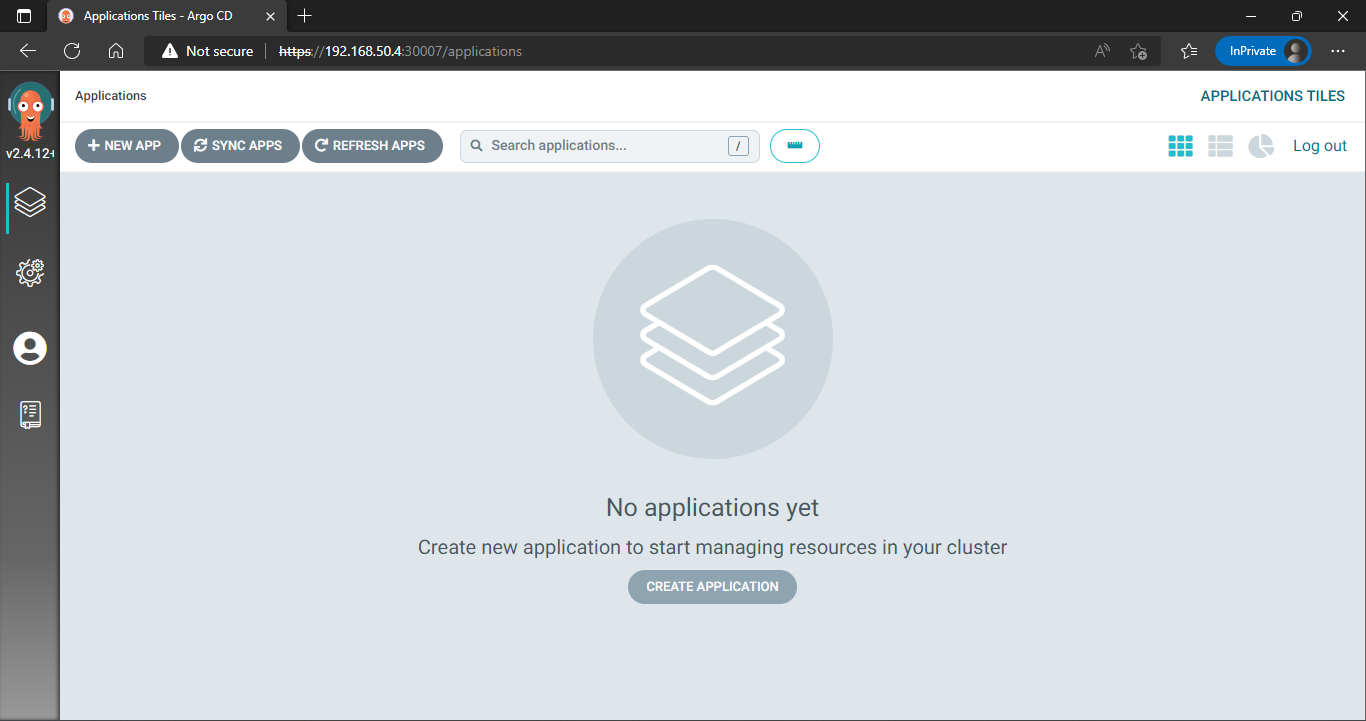 Applications Tiles - Argo CD
Not secure https://192.168.50.4:30007/applications
InPrivate
v2.4.12+
Applications
APPLICATIONS TILES
NEW APP
SYNC APPS
REFRESH APPS
Search applications...
/
Log out
No applications yet
Create new application to start managing resources in your cluster
CREATE APPLICATION